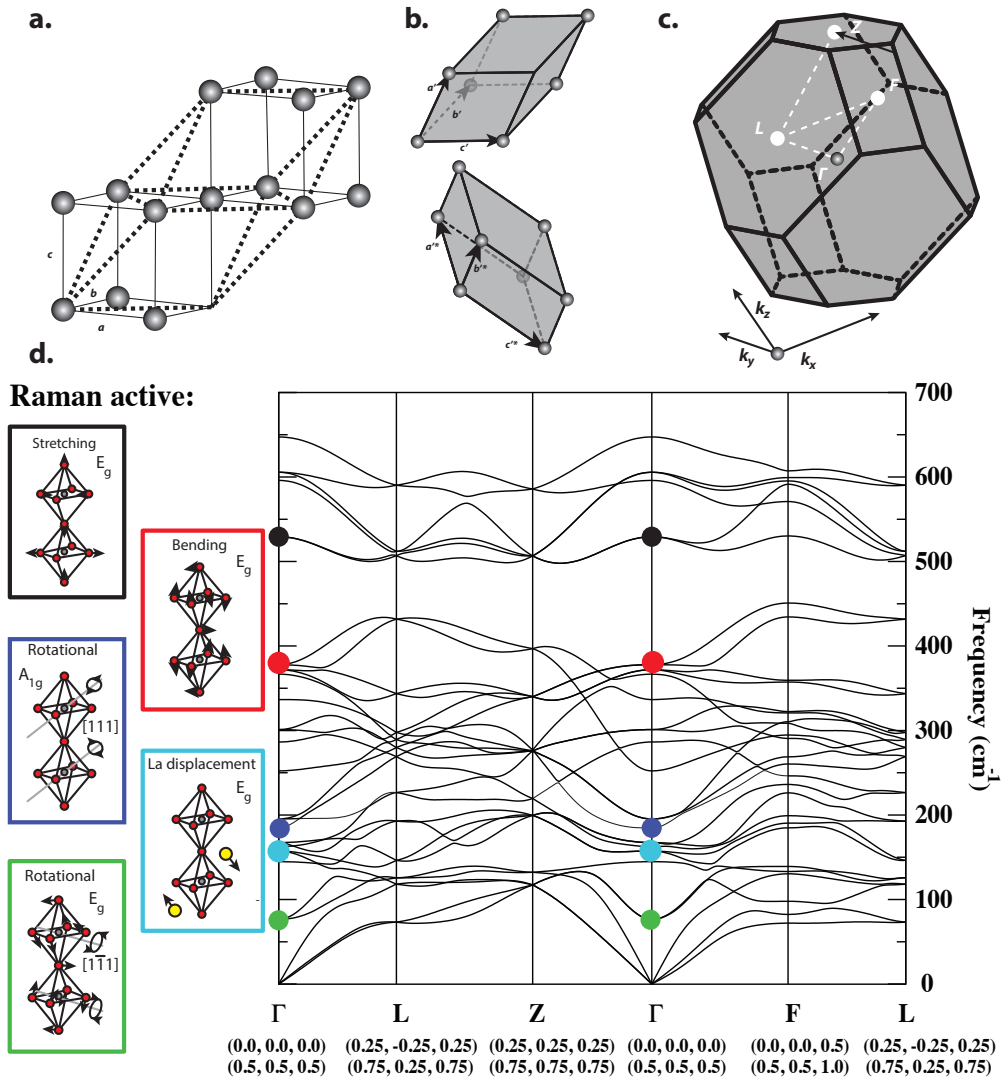 a.
b.
c.
c
b
a
a'
b'
c'
a'*
b'*
c'*
Z
F
L
Γ
k_z
k_y
k_x
d.
Raman active:
Stretching
E_g
Bending
E_g
Rotational
A_1g
[111]
La displacement
E_g
Rotational
E_g
[11̅1]
700
600
500
400
300
200
100
0
Frequency (cm⁻¹)
Γ L Z Γ F L
(0.0, 0.0, 0.0) (0.25, -0.25, 0.25) (0.25, 0.25, 0.25) (0.0, 0.0, 0.0) (0.0, 0.0, 0.5) (0.25, -0.25, 0.25)
(0.5, 0.5, 0.5) (0.75, 0.25, 0.75) (0.75, 0.75, 0.75) (0.5, 0.5, 0.5) (0.5, 0.5, 1.0) (0.75, 0.25, 0.75)